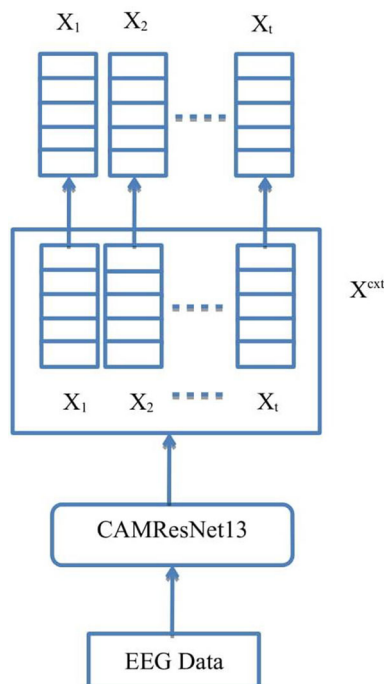 X₁ X₂ Xₜ
Xᶜˣᵗ
X₁ X₂ Xₜ
CAMResNet13
EEG Data